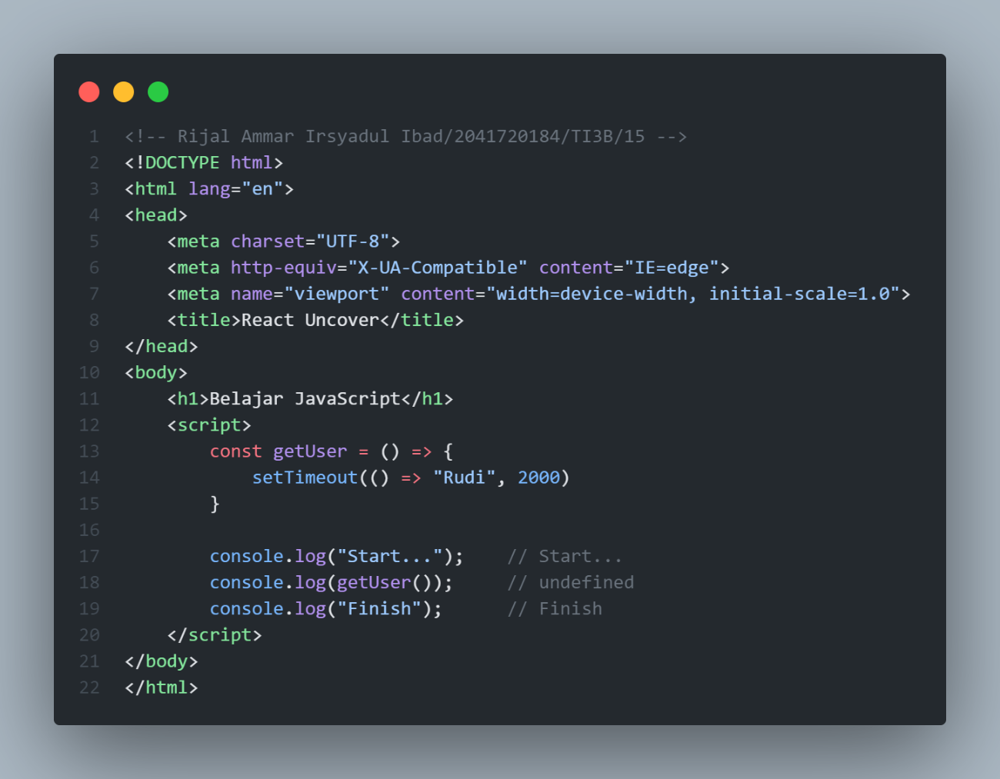 1 <!-- Rijal Ammar Irsyadul Ibad/2041720184/TI3B/15 -->
2 <!DOCTYPE html>
3 <html lang="en">
4 <head>
5     <meta charset="UTF-8">
6     <meta http-equiv="X-UA-Compatible" content="IE=edge">
7     <meta name="viewport" content="width=device-width, initial-scale=1.0">
8     <title>React Uncover</title>
9 </head>
10 <body>
11     <h1>Belajar JavaScript</h1>
12     <script>
13         const getUser = () => {
14             setTimeout(() => "Rudi", 2000)
15         }
16
17         console.log("Start...");    // Start...
18         console.log(getUser());     // undefined
19         console.log("Finish");      // Finish
20     </script>
21 </body>
22 </html>